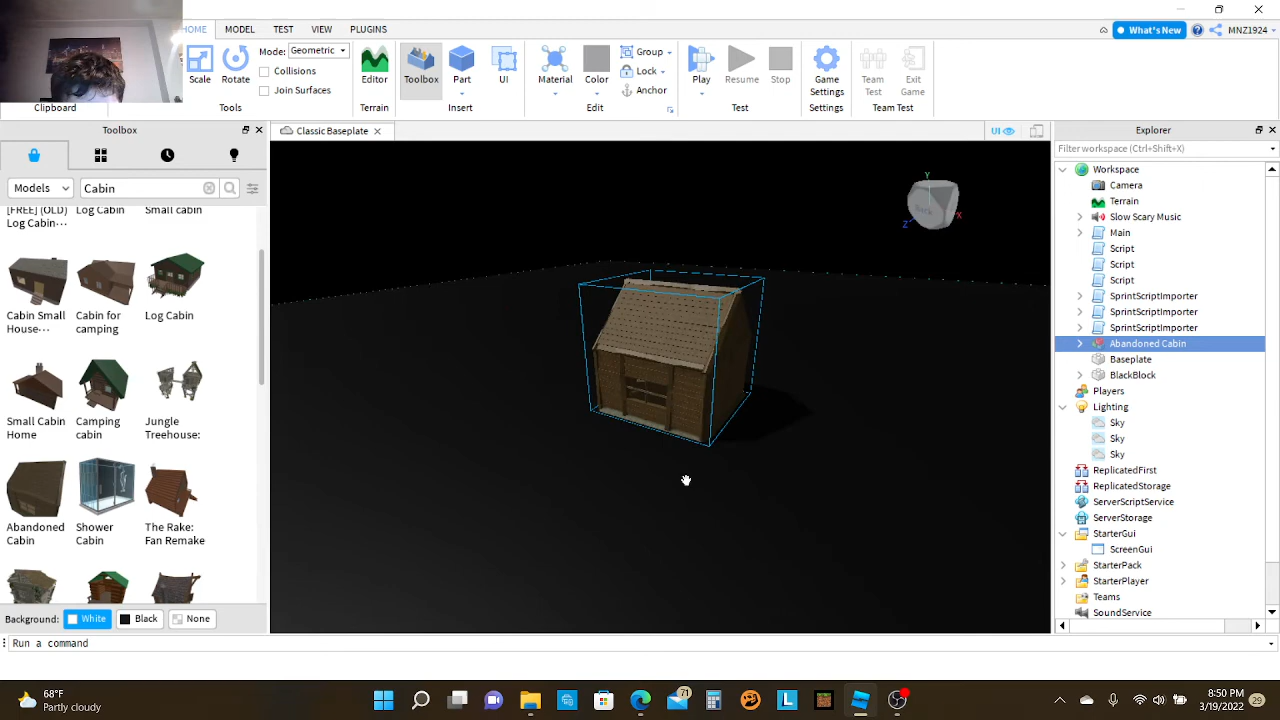 HOME MODEL TEST VIEW PLUGINS
What's New MNZ1924
Scale Rotate Mode: Geometric
Collisions
Join Surfaces
Editor Toolbox Part UI Material Color
Group
Lock
Anchor
Play Resume Stop Game Settings Team Test Exit Game
Clipboard Tools Terrain Insert Edit Test Settings Team Test
Toolbox
Classic Baseplate
UI
Explorer
Filter workspace (Ctrl+Shift+X)
Models Cabin
[FREE] (OLD) Log Cabin···
Log Cabin
Small cabin
Cabin Small House···
Cabin for camping
Log Cabin
Small Cabin Home
Camping cabin
Jungle Treehouse:
Abandoned Cabin
Shower Cabin
The Rake: Fan Remake
Background: White Black None
Back
Y
X
Z
Workspace
Camera
Terrain
Slow Scary Music
Main
Script
Script
Script
SprintScriptImporter
SprintScriptImporter
SprintScriptImporter
Abandoned Cabin
Baseplate
BlackBlock
Players
Lighting
Sky
Sky
Sky
ReplicatedFirst
ReplicatedStorage
ServerScriptService
ServerStorage
StarterGui
ScreenGui
StarterPack
StarterPlayer
Teams
SoundService
Run a command
68°F
Partly cloudy
71
L
8:50 PM
3/19/2022
29